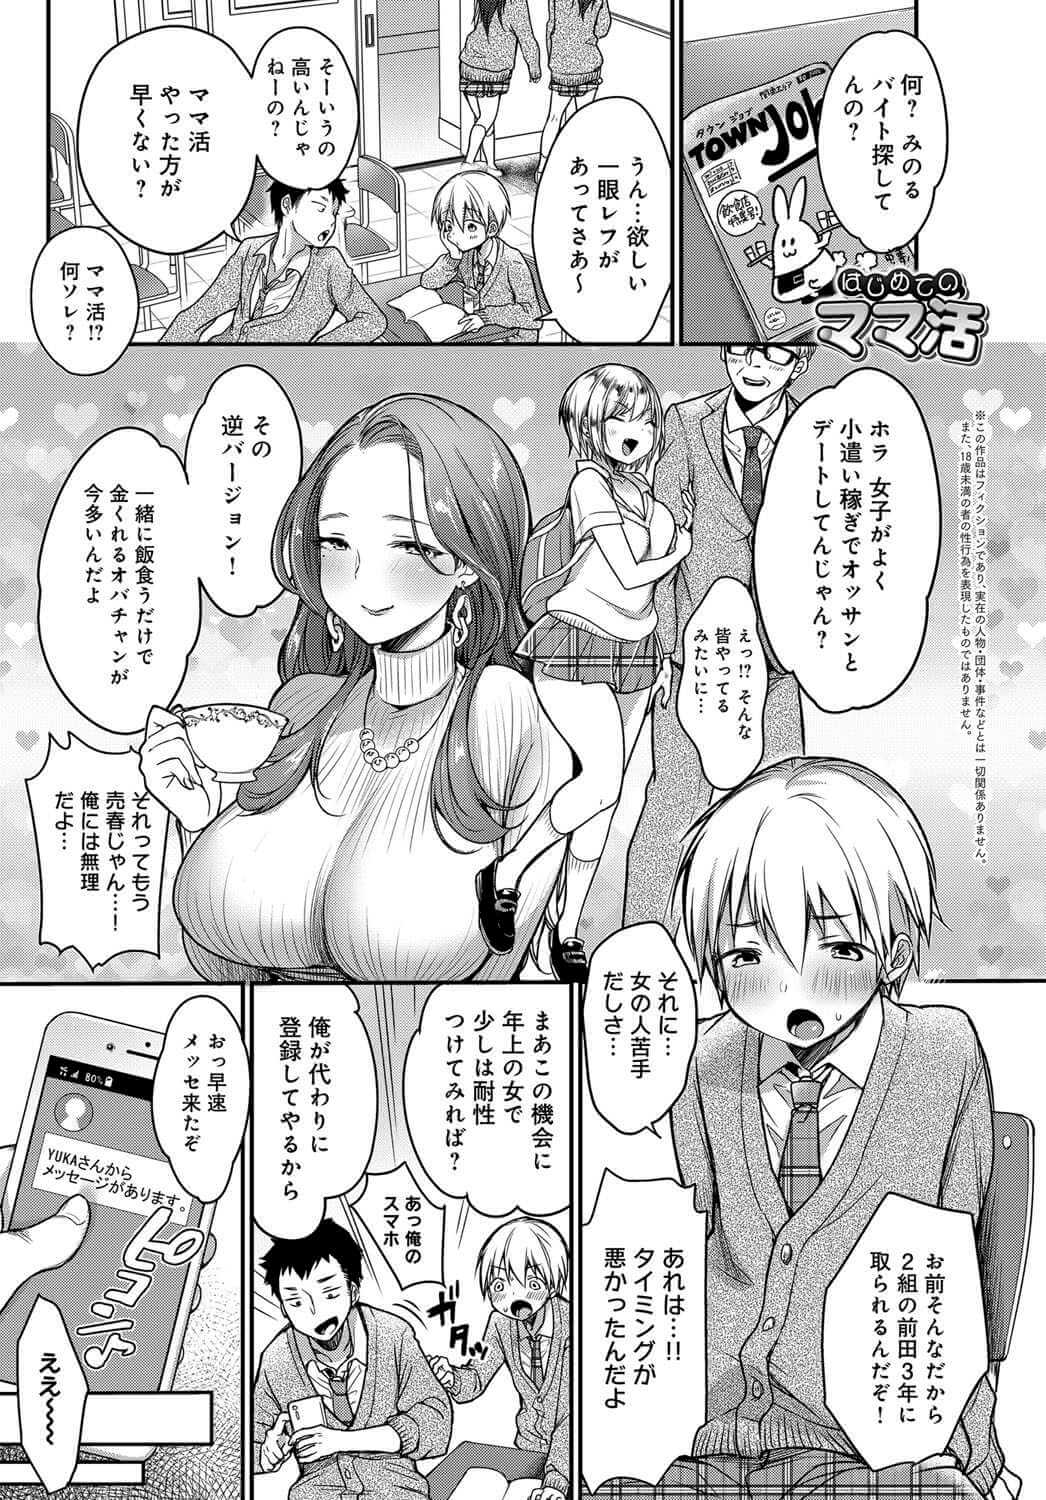 何？みのる
バイト探して
んの？
タウン ジョブ
TOWN
Job
飲食店
特集号！
はじめての
ママ活
うん…欲しい
一眼レフが
あってさあ～
そーいうの
高いんじゃ
ねーの？
ママ活
やった方が
早くない？
ママ活!?
何ソレ？
※この作品はフィクションであり、実在の人物・団体・事件などとは一切関係ありません。
また、18歳未満の者の性行為を表現したものではありません。
ホラ 女子がよく
小遣い稼ぎでオッサンと
デートしてんじゃん？
えっ!?そんな
皆やってる
みたいに…
その
逆バージョン！
一緒に飯食うだけで
金くれるオバチャンが
今多いんだよ
それってもう
売春じゃん…！
俺には無理
だよ…
それに…
女の人苦手
だしさ…
お前そんなだから
２組の前田３年に
取られるんだぞ！
あれは…!!
タイミングが
悪かったんだよ
まあこの機会に
年上の女で
少しは耐性
つけてみれば？
俺が代わりに
登録してやるから
あっ俺の
スマホ
ガタッ
おっ早速
メッセ来たぞ
80%
YUKAさんから
メッセージがあります。
ピコンッ
ええ～～